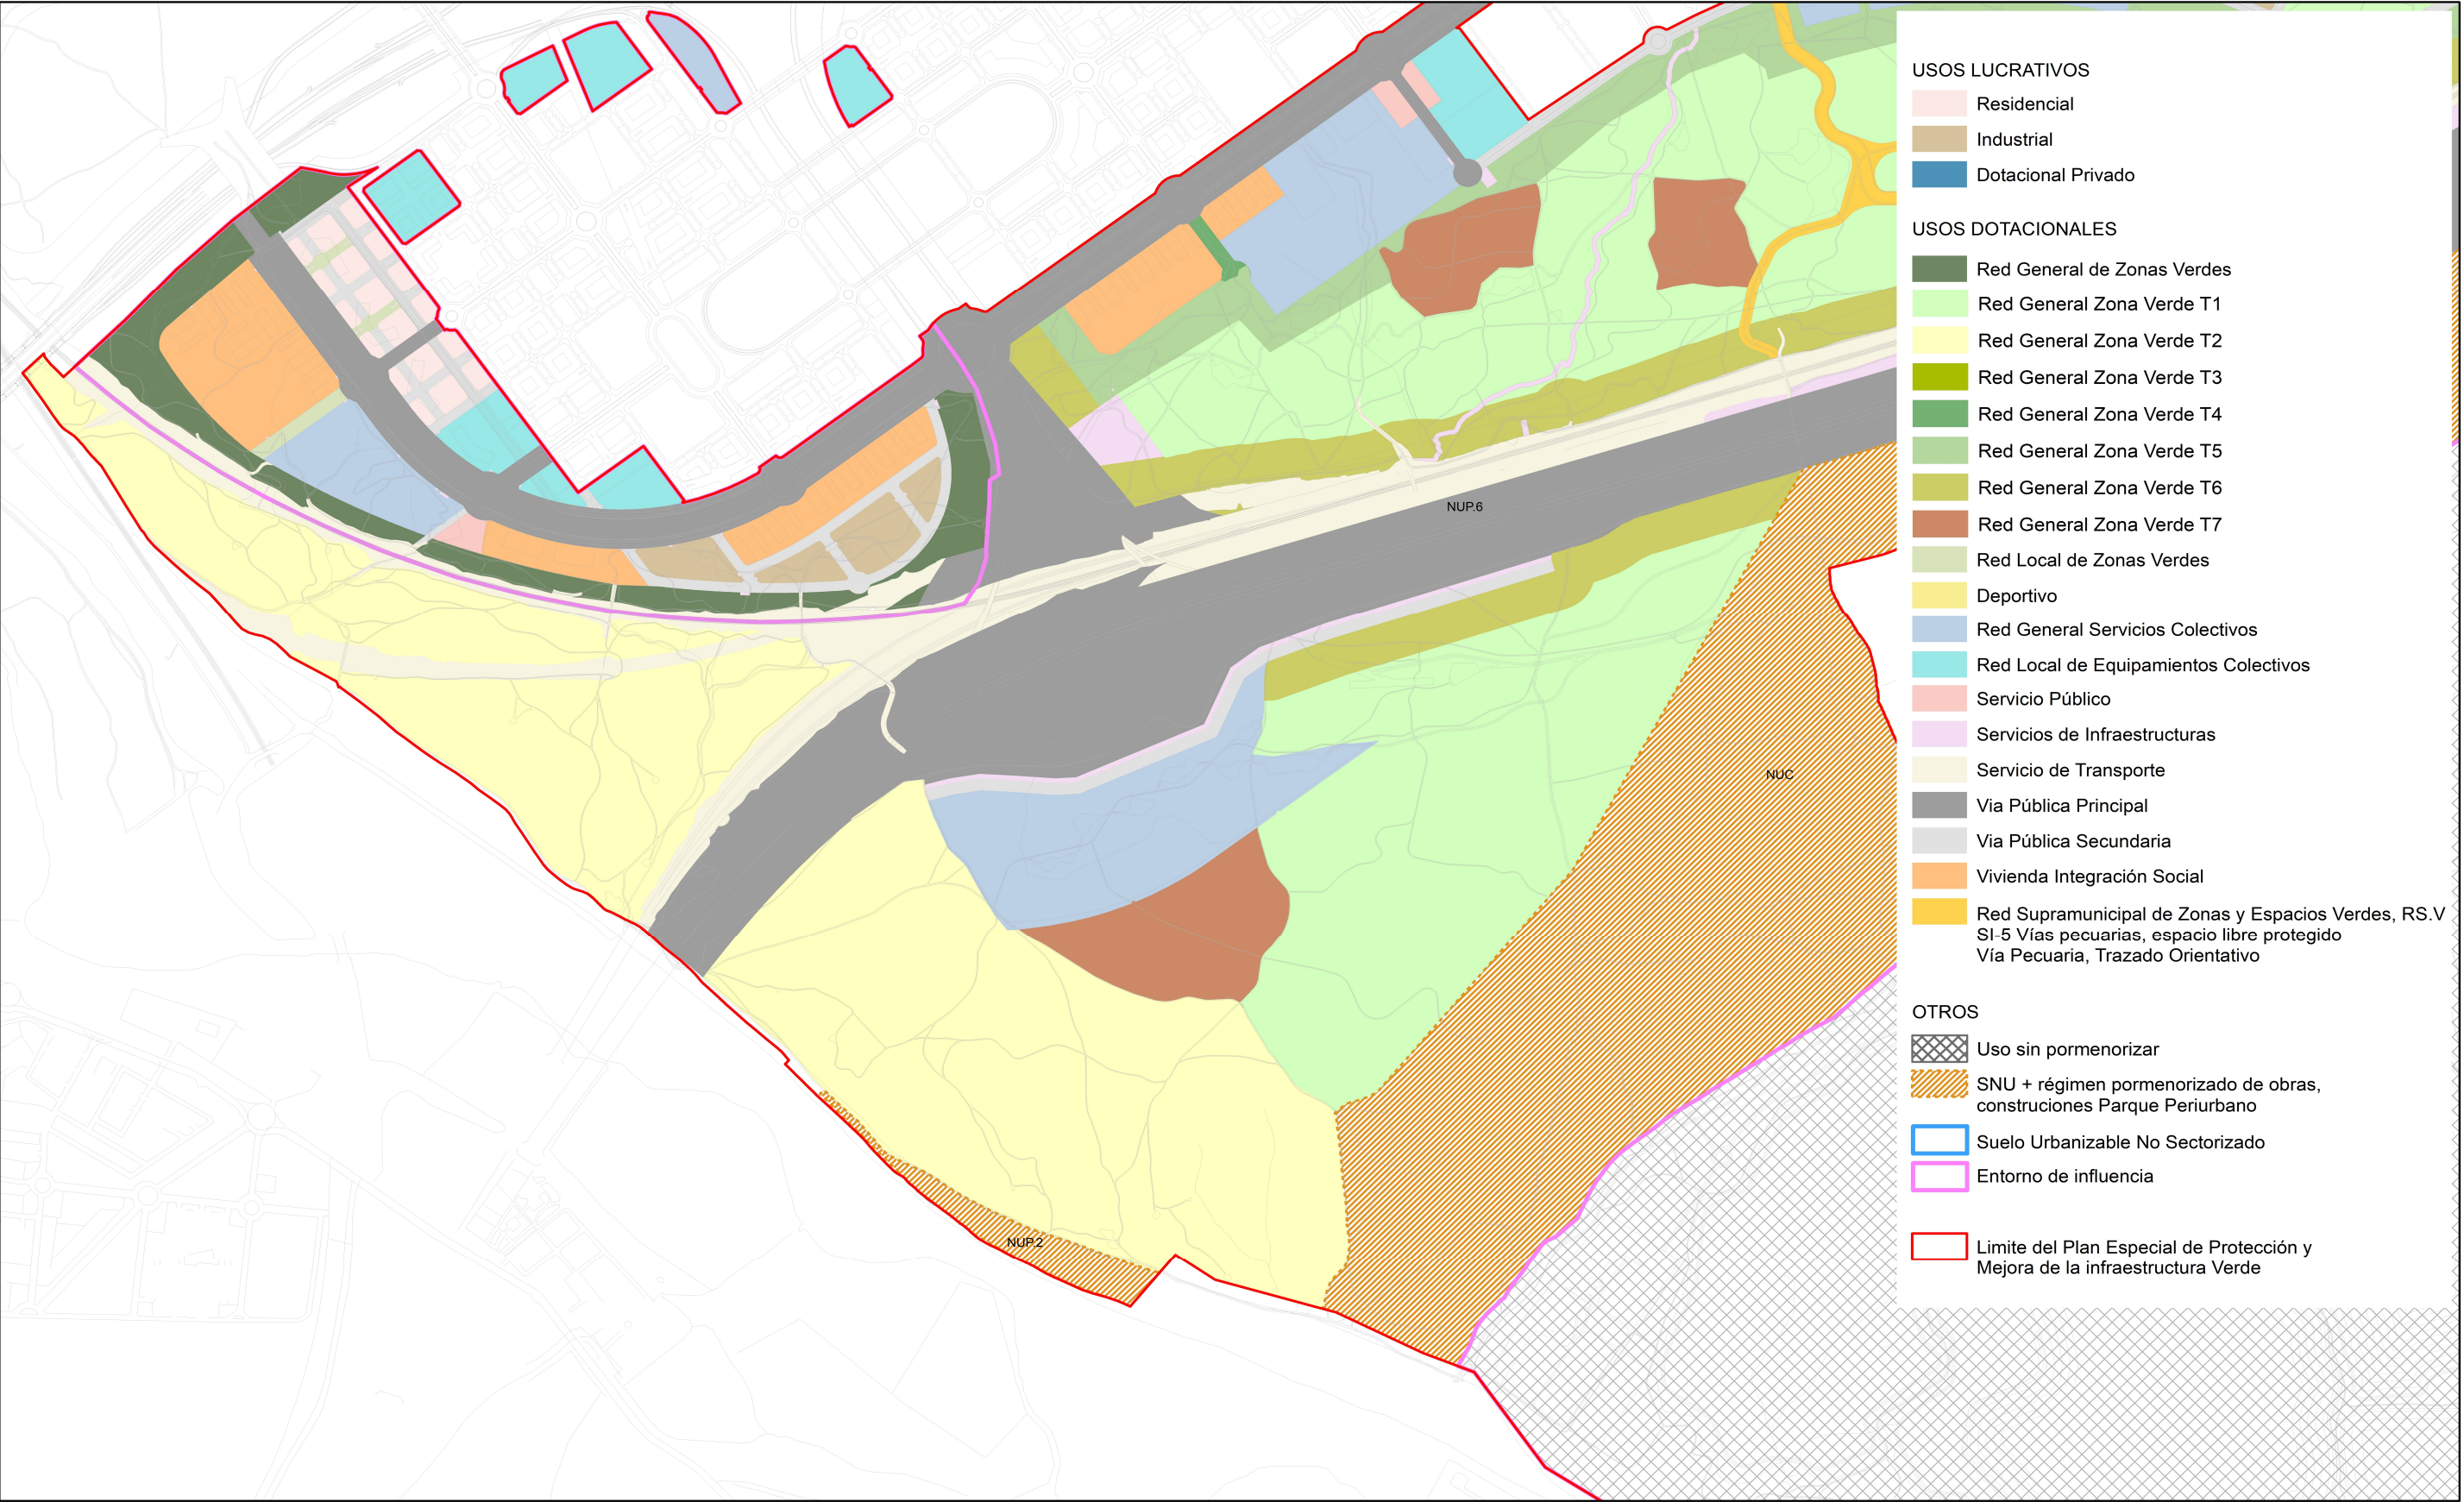 NUP.6
NUC
NUP.2
USOS LUCRATIVOS
Residencial
Industrial
Dotacional Privado
USOS DOTACIONALES
Red General de Zonas Verdes
Red General Zona Verde T1
Red General Zona Verde T2
Red General Zona Verde T3
Red General Zona Verde T4
Red General Zona Verde T5
Red General Zona Verde T6
Red General Zona Verde T7
Red Local de Zonas Verdes
Deportivo
Red General Servicios Colectivos
Red Local de Equipamientos Colectivos
Servicio Público
Servicios de Infraestructuras
Servicio de Transporte
Via Pública Principal
Via Pública Secundaria
Vivienda Integración Social
Red Supramunicipal de Zonas y Espacios Verdes, RS.V
SI-5 Vías pecuarias, espacio libre protegido
Vía Pecuaria, Trazado Orientativo
OTROS
Uso sin pormenorizar
SNU + régimen pormenorizado de obras,
construciones Parque Periurbano
Suelo Urbanizable No Sectorizado
Entorno de influencia
Limite del Plan Especial de Protección y
Mejora de la infraestructura Verde